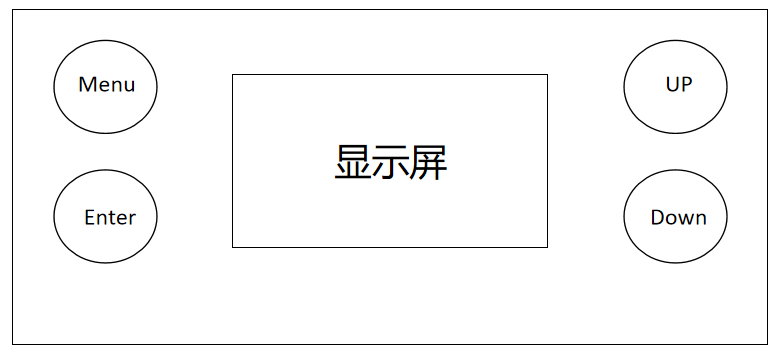 Menu
UP
显示屏
Enter
Down